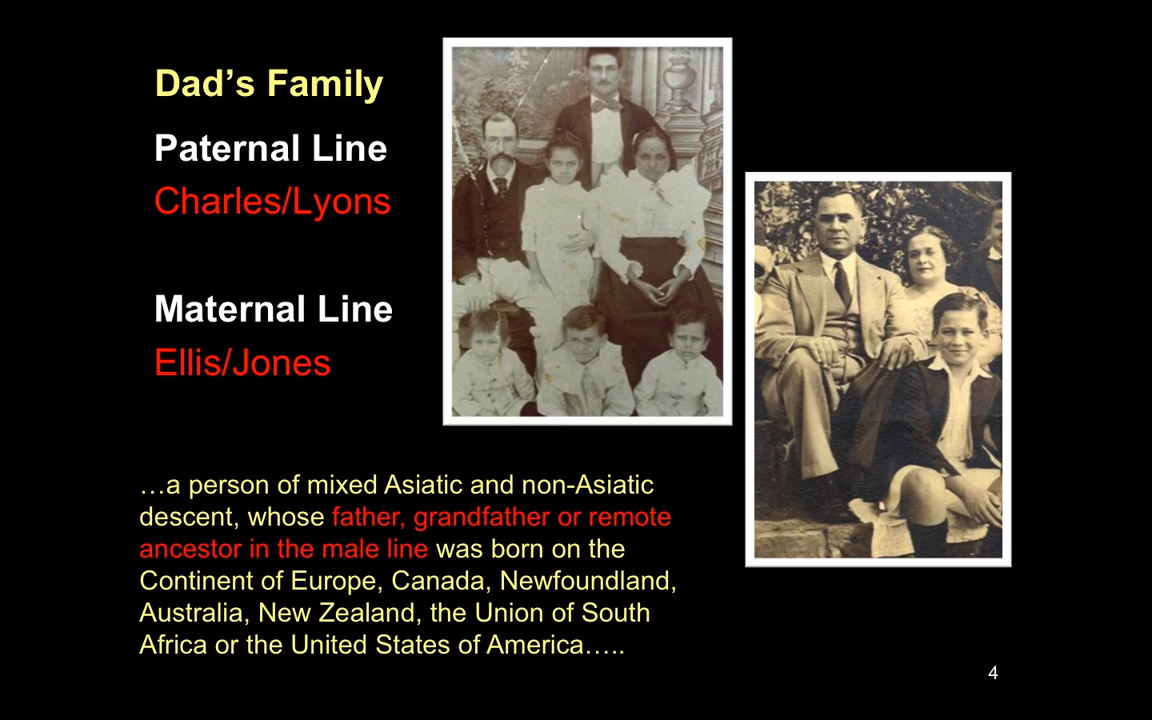 Dad’s Family
Paternal Line
Charles/Lyons
Maternal Line
Ellis/Jones
…a person of mixed Asiatic and non-Asiatic
descent, whose father, grandfather or remote
ancestor in the male line was born on the
Continent of Europe, Canada, Newfoundland,
Australia, New Zealand, the Union of South
Africa or the United States of America…..
4